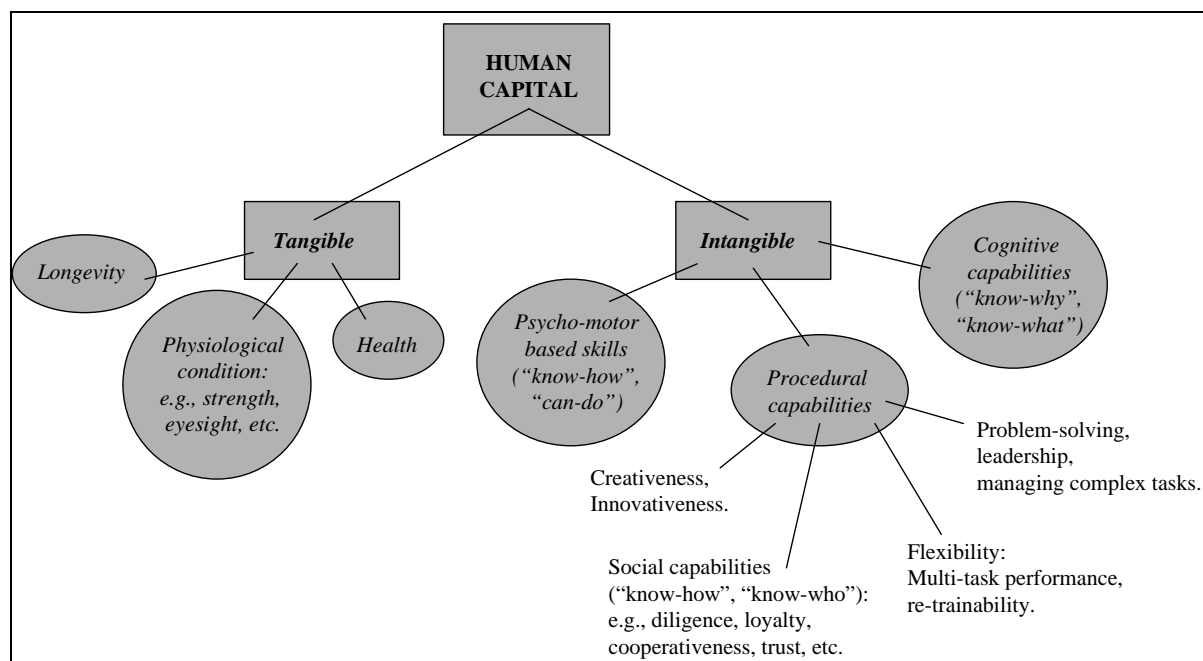 HUMAN
CAPITAL
Tangible
Intangible
Longevity
Physiological
condition:
e.g., strength,
eyesight, etc.
Health
Psycho-motor
based skills
(“know-how”,
“can-do”)
Procedural
capabilities
Cognitive
capabilities
(“know-why”,
“know-what”)
Creativeness,
Innovativeness.
Social capabilities
(“know-how”, “know-who”):
e.g., diligence, loyalty,
cooperativeness, trust, etc.
Flexibility:
Multi-task performance,
re-trainability.
Problem-solving,
leadership,
managing complex tasks.